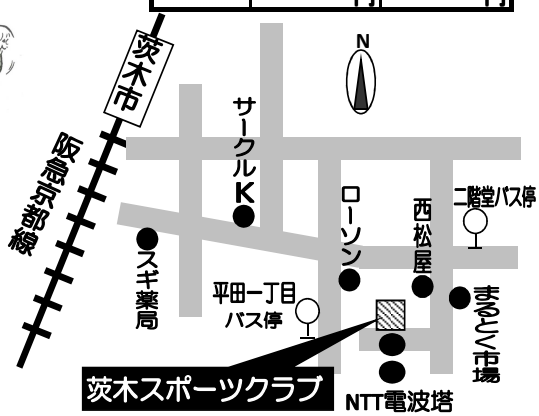 円
円
茨木市
阪急京都線
N
サークルK
ローソン
西松屋
二階堂バス停
スギ薬局
平田一丁目
バス停
まるとく市場
茨木スポーツクラブ
NTT電波塔